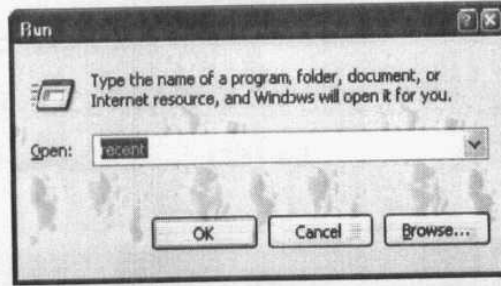 Run
Type the name of a program, folder, document, or
Internet resource, and Windows will open it for you.
Open: recent
OK Cancel Browse...